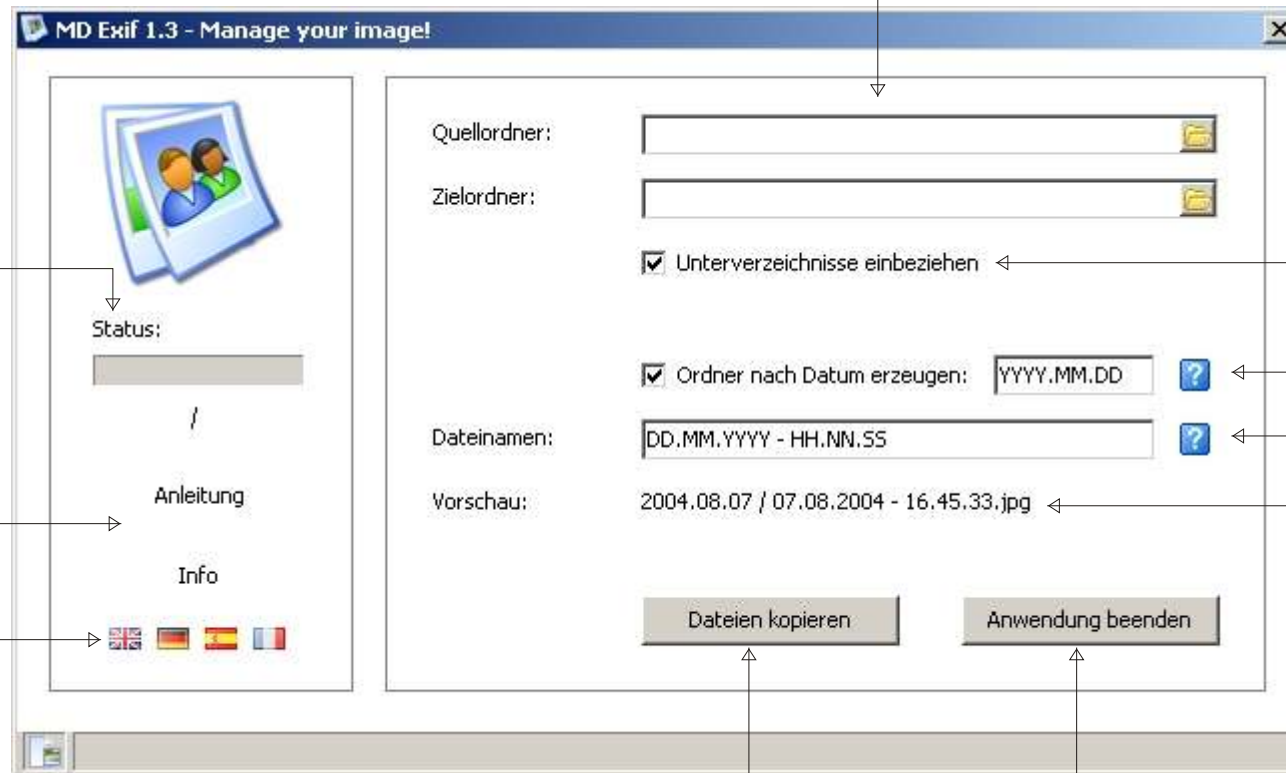 MD Exif 1.3 - Manage your image!
Status:
/
Anleitung
Info
Quellordner:
Zielordner:
Unterverzeichnisse einbeziehen
Ordner nach Datum erzeugen: YYYY.MM.DD ?
Dateinamen: DD.MM.YYYY - HH.NN.SS ?
Vorschau: 2004.08.07 / 07.08.2004 - 16.45.33.jpg
Dateien kopieren Anwendung beenden